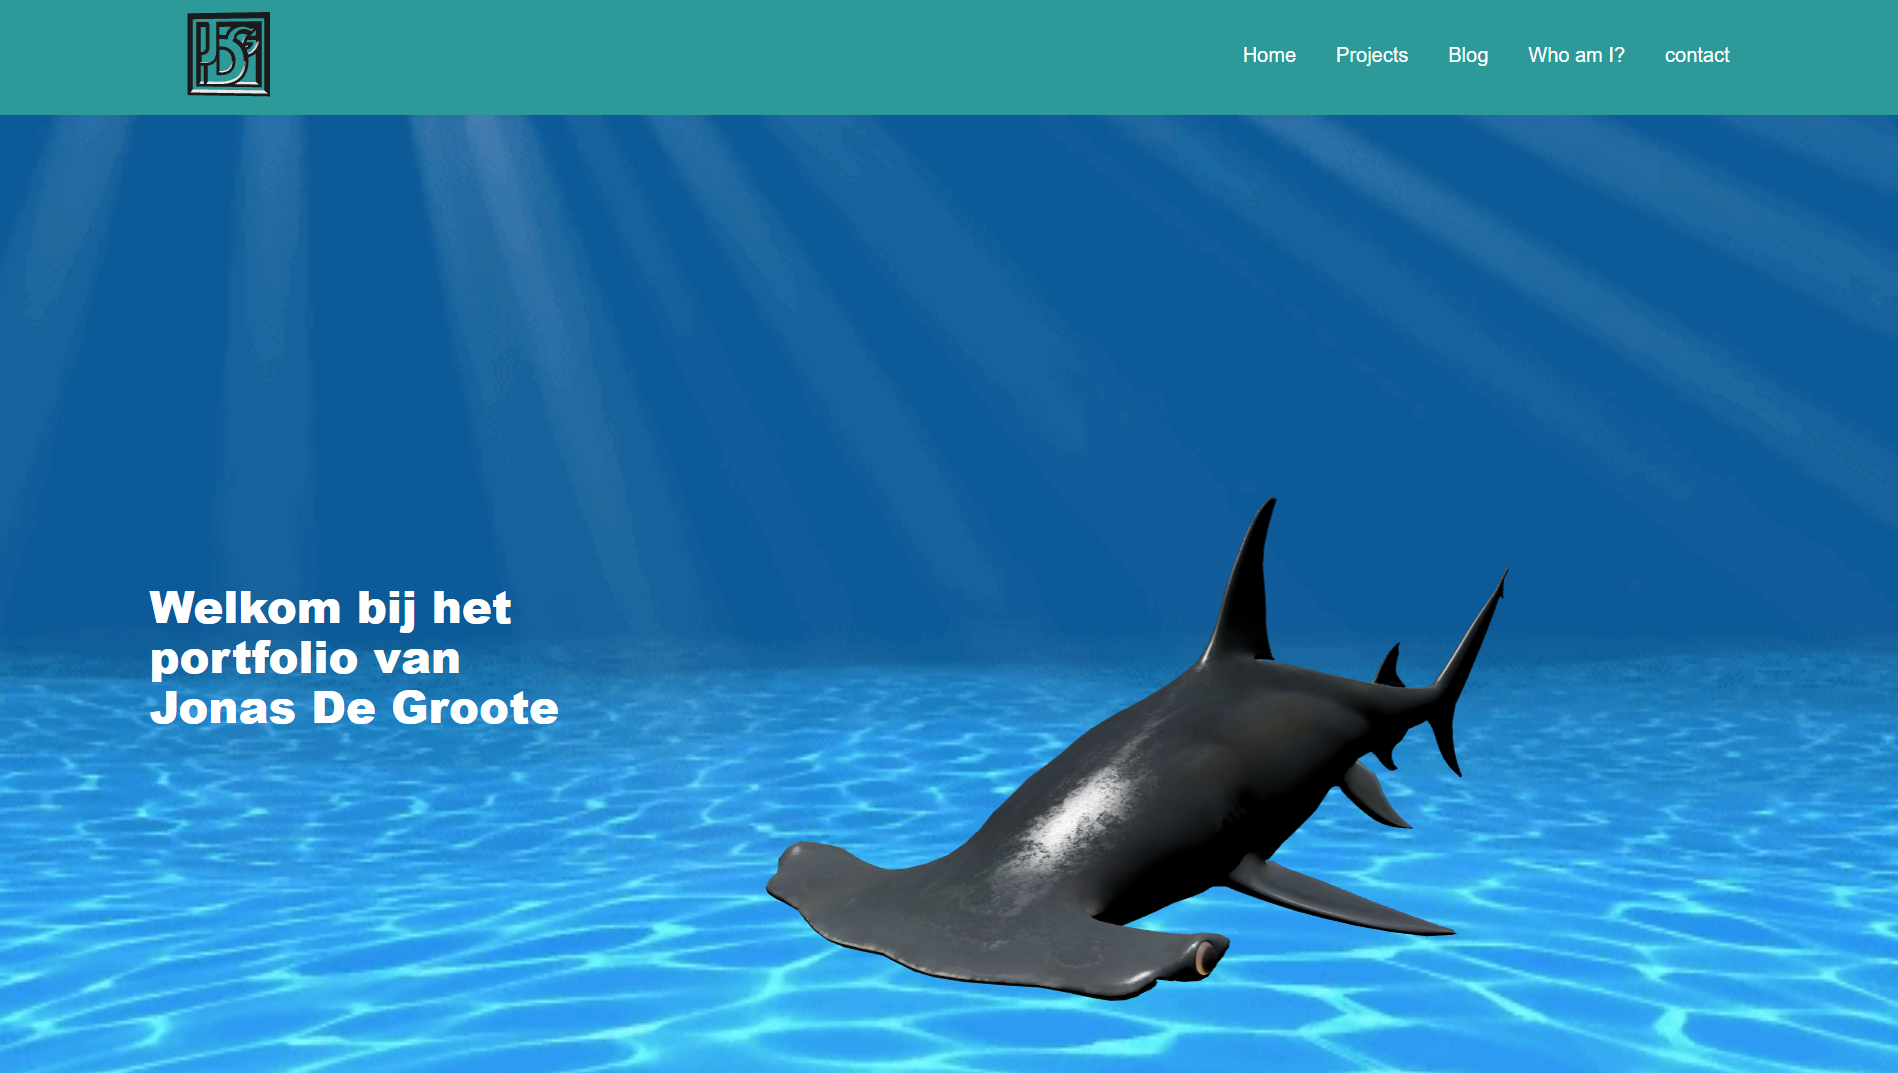 Home Projects Blog Who am I? contact
Welkom bij het
portfolio van
Jonas De Groote